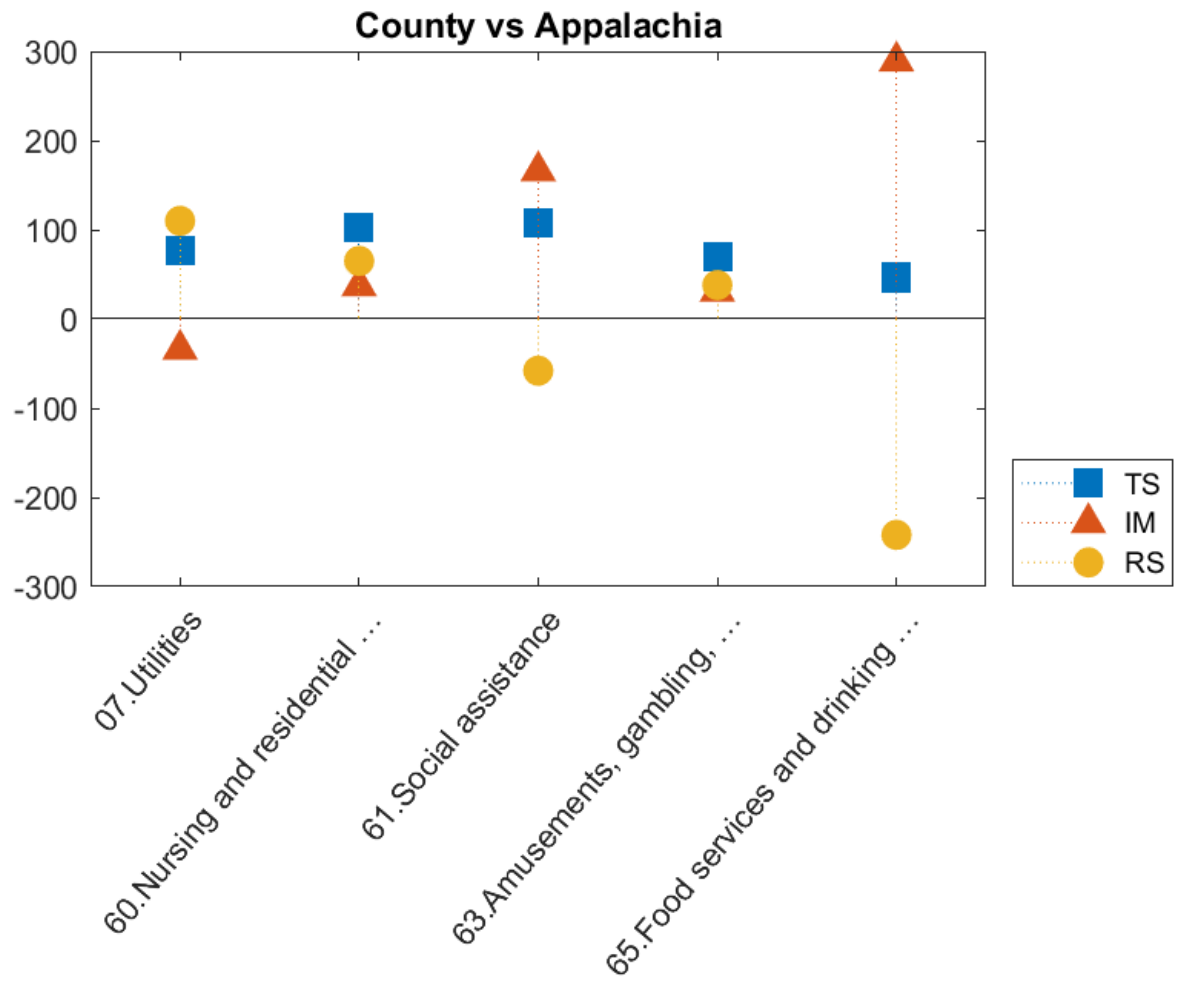 County vs Appalachia
300
200
100
0
-100
-200
-300
TS
IM
RS
07.Utilities
60.Nursing and residential ...
61.Social assistance
63.Amusements, gambling, ...
65.Food services and drinking ...